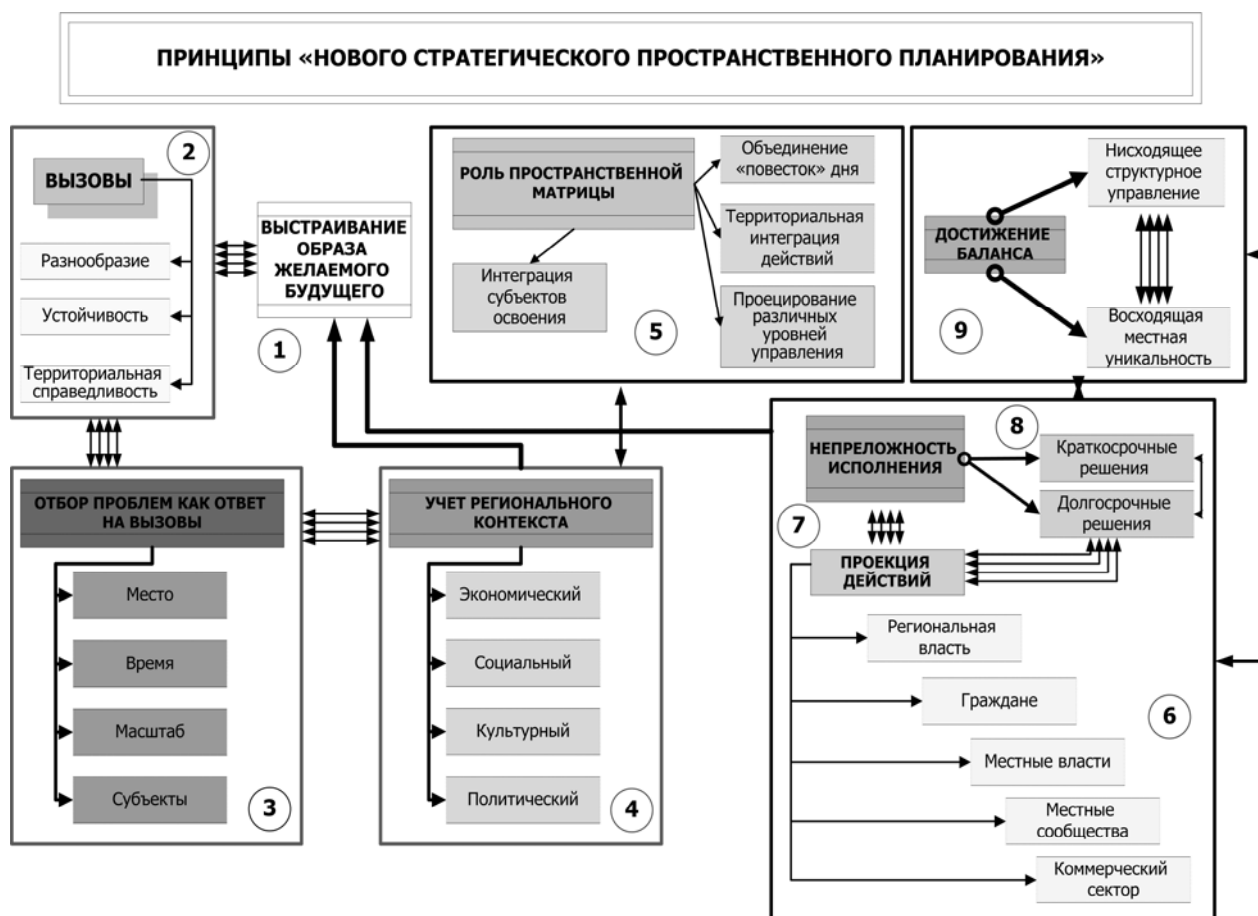 ПРИНЦИПЫ «НОВОГО СТРАТЕГИЧЕСКОГО ПРОСТРАНСТВЕННОГО ПЛАНИРОВАНИЯ»
2
ВЫЗОВЫ
Разнообразие
Устойчивость
Территориальная
справедливость
ВЫСТРАИВАНИЕ
ОБРАЗА
ЖЕЛАЕМОГО
БУДУЩЕГО
1
РОЛЬ ПРОСТРАНСТВЕННОЙ
МАТРИЦЫ
Интеграция
субъектов
освоения
Объединение
«повесток» дня
Территориальная
интеграция
действий
Проецирование
различных
уровней
управления
5
ДОСТИЖЕНИЕ
БАЛАНСА
Нисходящее
структурное
управление
Восходящая
местная
уникальность
9
ОТБОР ПРОБЛЕМ КАК ОТВЕТ
НА ВЫЗОВЫ
Место
Время
Масштаб
Субъекты
3
УЧЕТ РЕГИОНАЛЬНОГО
КОНТЕКСТА
Экономический
Социальный
Культурный
Политический
4
НЕПРЕЛОЖНОСТЬ
ИСПОЛНЕНИЯ
8
Краткосрочные
решения
Долгосрочные
решения
7
ПРОЕКЦИЯ
ДЕЙСТВИЙ
Региональная
власть
Граждане
6
Местные власти
Местные
сообщества
Коммерческий
сектор